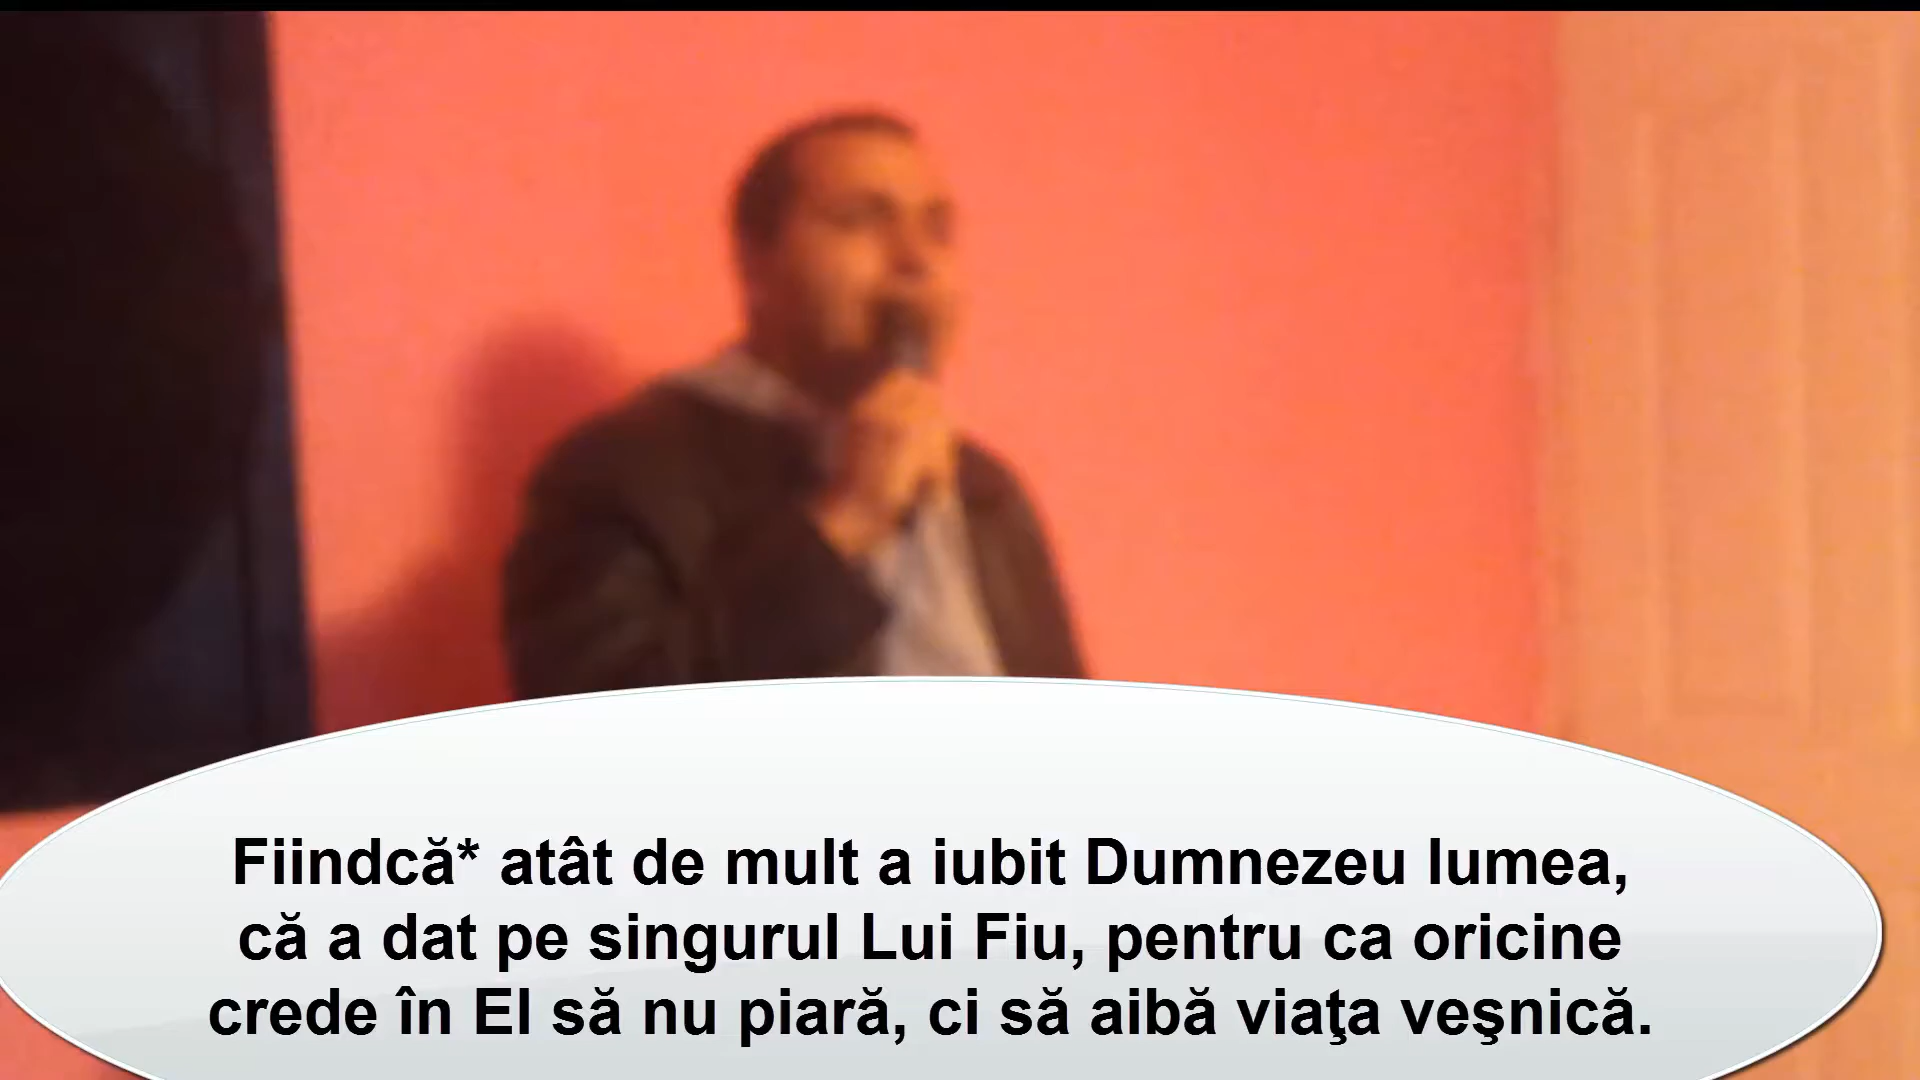 Fiindcă* atât de mult a iubit Dumnezeu lumea,
că a dat pe singurul Lui Fiu, pentru ca oricine
crede în El să nu piară, ci să aibă viaţa veşnică.